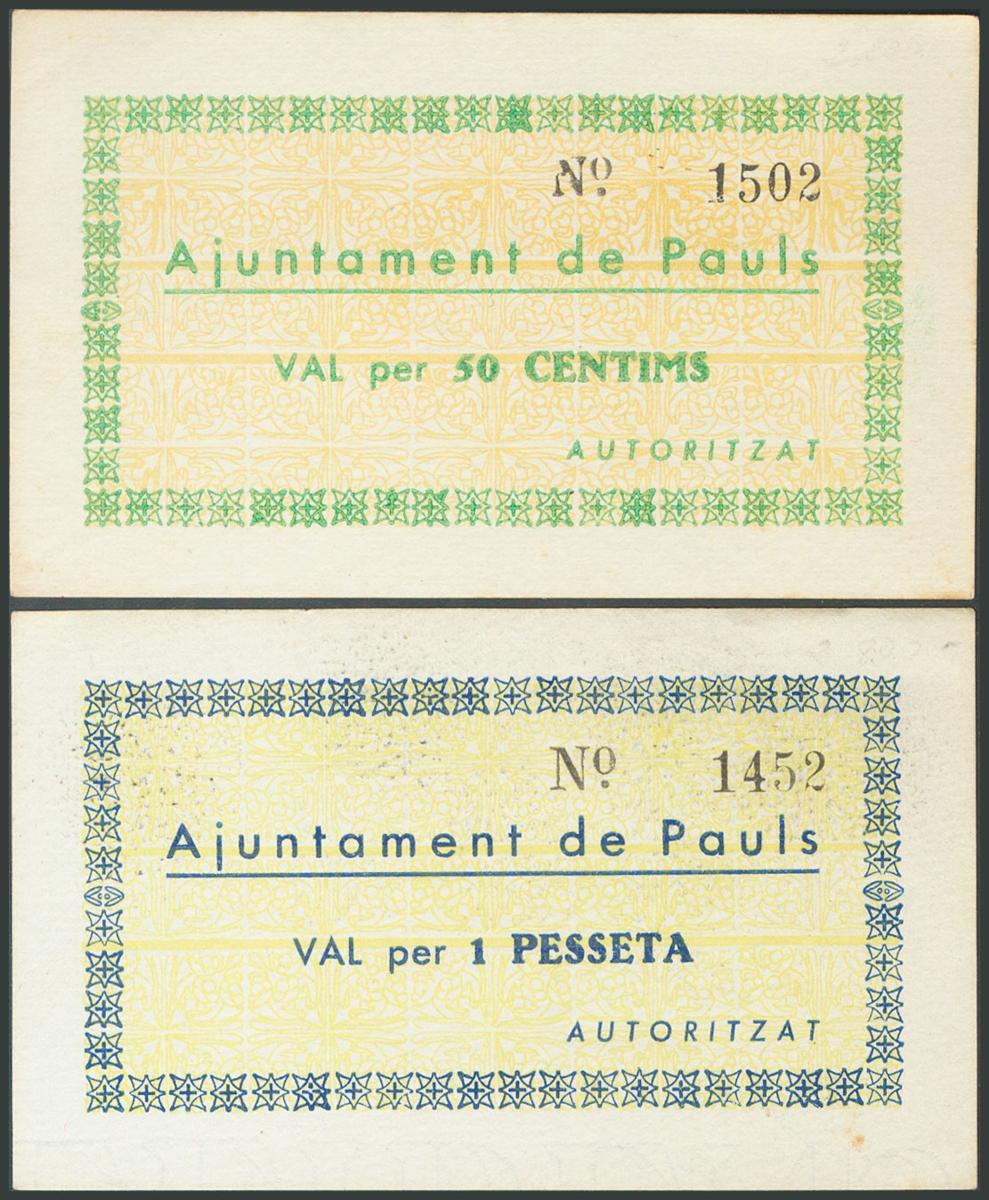 Nº 1502
Ajuntament de Pauls
VAL per 50 CENTIMS
AUTORITZAT
Nº 1452
Ajuntament de Pauls
VAL per 1 PESSETA
AUTORITZAT